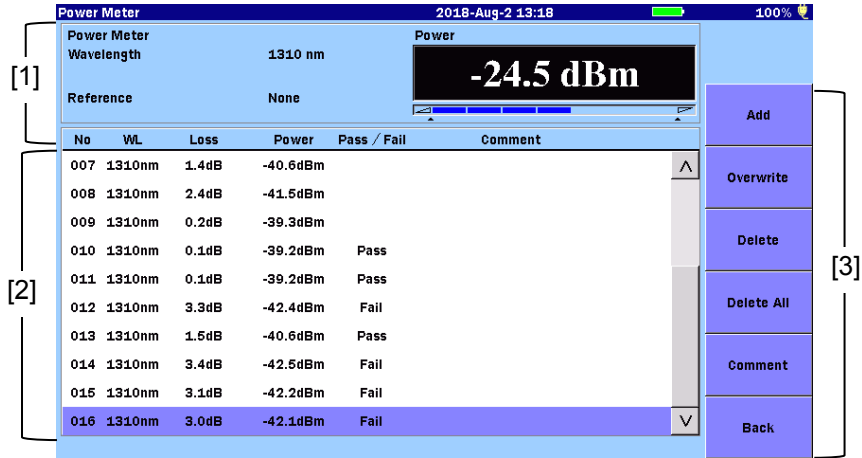 Power Meter 2018-Aug-2 13:18 100%
Power Meter Power
Wavelength 1310 nm
-24.5 dBm
[1]
Reference None
Add
No WL Loss Power Pass / Fail Comment
007 1310nm 1.4dB -40.6dBm
Overwrite
008 1310nm 2.4dB -41.5dBm
009 1310nm 0.2dB -39.3dBm
Delete
010 1310nm 0.1dB -39.2dBm Pass
[3]
011 1310nm 0.1dB -39.2dBm Pass
[2]
012 1310nm 3.3dB -42.4dBm Fail
Delete All
013 1310nm 1.5dB -40.6dBm Pass
014 1310nm 3.4dB -42.5dBm Fail
Comment
015 1310nm 3.1dB -42.2dBm Fail
016 1310nm 3.0dB -42.1dBm Fail
Back